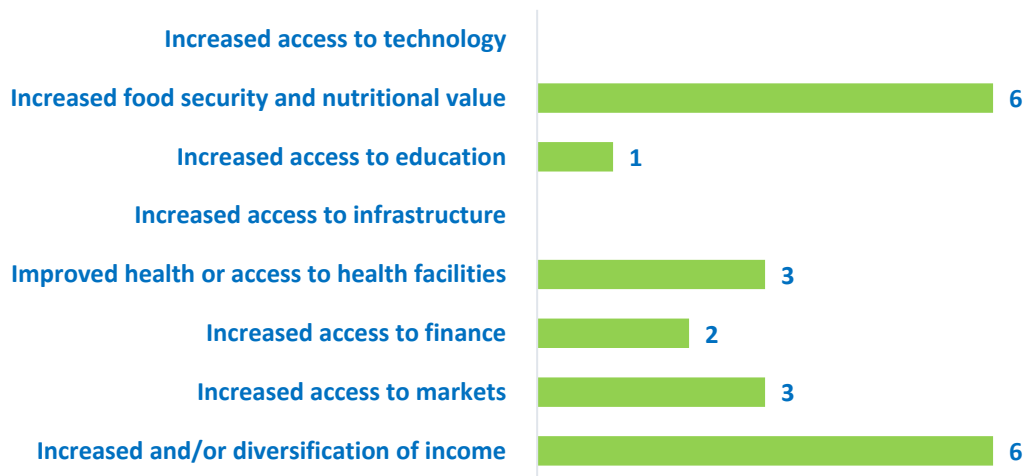 Increased access to technology
Increased food security and nutritional value 6
Increased access to education 1
Increased access to infrastructure
Improved health or access to health facilities 3
Increased access to finance 2
Increased access to markets 3
Increased and/or diversification of income 6